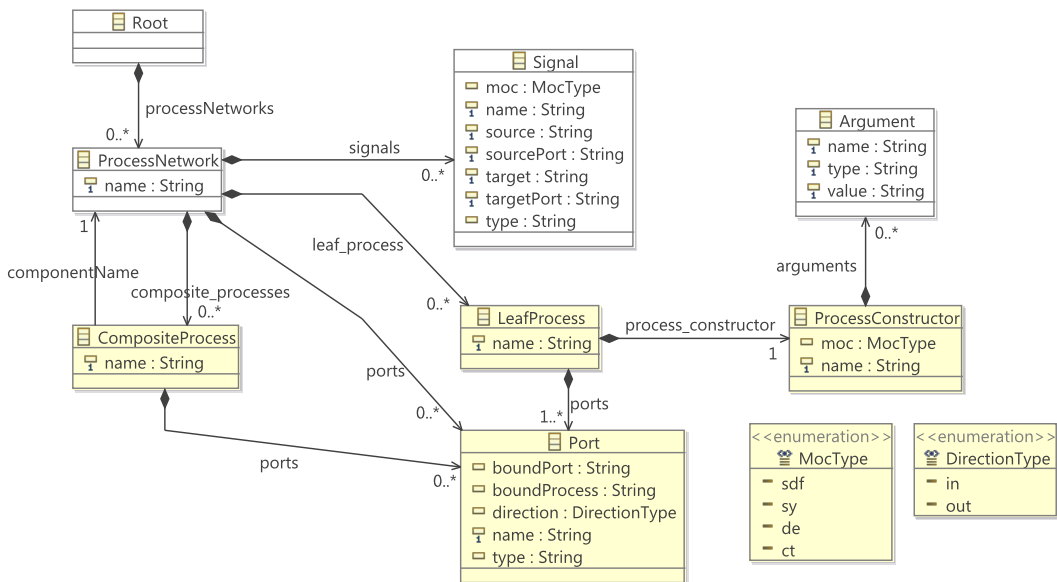 Root
processNetworks
0..*
ProcessNetwork
name : String
signals
0..*
Signal
moc : MocType
name : String
source : String
sourcePort : String
target : String
targetPort : String
type : String
Argument
name : String
type : String
value : String
0..*
arguments
1
componentName
composite_processes
0..*
leaf_process
0..*
CompositeProcess
name : String
LeafProcess
name : String
process_constructor
1
ProcessConstructor
moc : MocType
name : String
ports
0..*
ports
1..*
ports
0..*
Port
boundPort : String
boundProcess : String
direction : DirectionType
name : String
type : String
<<enumeration>>
MocType
sdf
sy
de
ct
<<enumeration>>
DirectionType
in
out